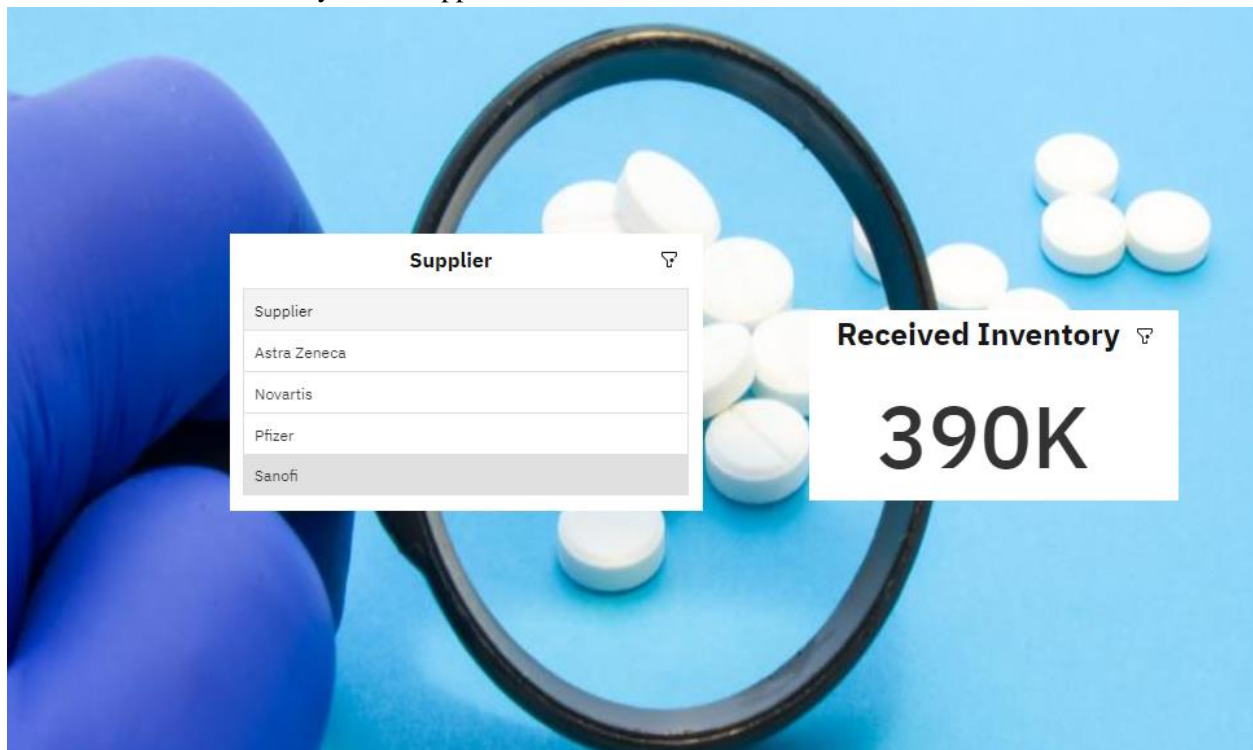 Supplier
Supplier
Astra Zeneca
Novartis
Pfizer
Sanofi
Received Inventory
390K